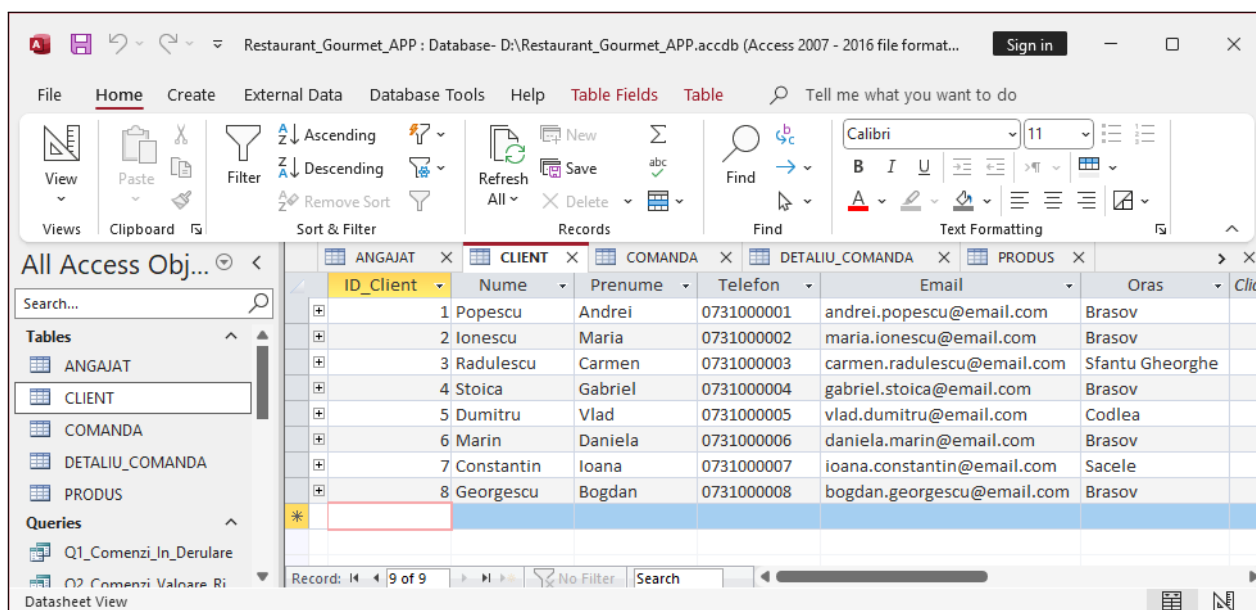 Restaurant_Gourmet_APP : Database- D:\Restaurant_Gourmet_APP.accdb (Access 2007 - 2016 file format... Sign in
File Home Create External Data Database Tools Help Table Fields Table Tell me what you want to do
View Paste Filter Ascending Descending Remove Sort Refresh All New Save Delete Find Calibri 11
B I U
Views Clipboard Sort & Filter Records Find Text Formatting
All Access Obj...
Search...
Tables
ANGAJAT
CLIENT
COMANDA
DETALIU_COMANDA
PRODUS
Queries
Q1_Comenzi_In_Derulare
Q2_Comenzi_Valoare_Ri
ANGAJAT CLIENT COMANDA DETALIU_COMANDA PRODUS
ID_Client Nume Prenume Telefon Email Oras Clic
1 Popescu Andrei 0731000001 andrei.popescu@email.com Brasov
2 Ionescu Maria 0731000002 maria.ionescu@email.com Brasov
3 Radulescu Carmen 0731000003 carmen.radulescu@email.com Sfantu Gheorghe
4 Stoica Gabriel 0731000004 gabriel.stoica@email.com Brasov
5 Dumitru Vlad 0731000005 vlad.dumitru@email.com Codlea
6 Marin Daniela 0731000006 daniela.marin@email.com Brasov
7 Constantin Ioana 0731000007 ioana.constantin@email.com Sacele
8 Georgescu Bogdan 0731000008 bogdan.georgescu@email.com Brasov
Record: 9 of 9 No Filter Search
Datasheet View